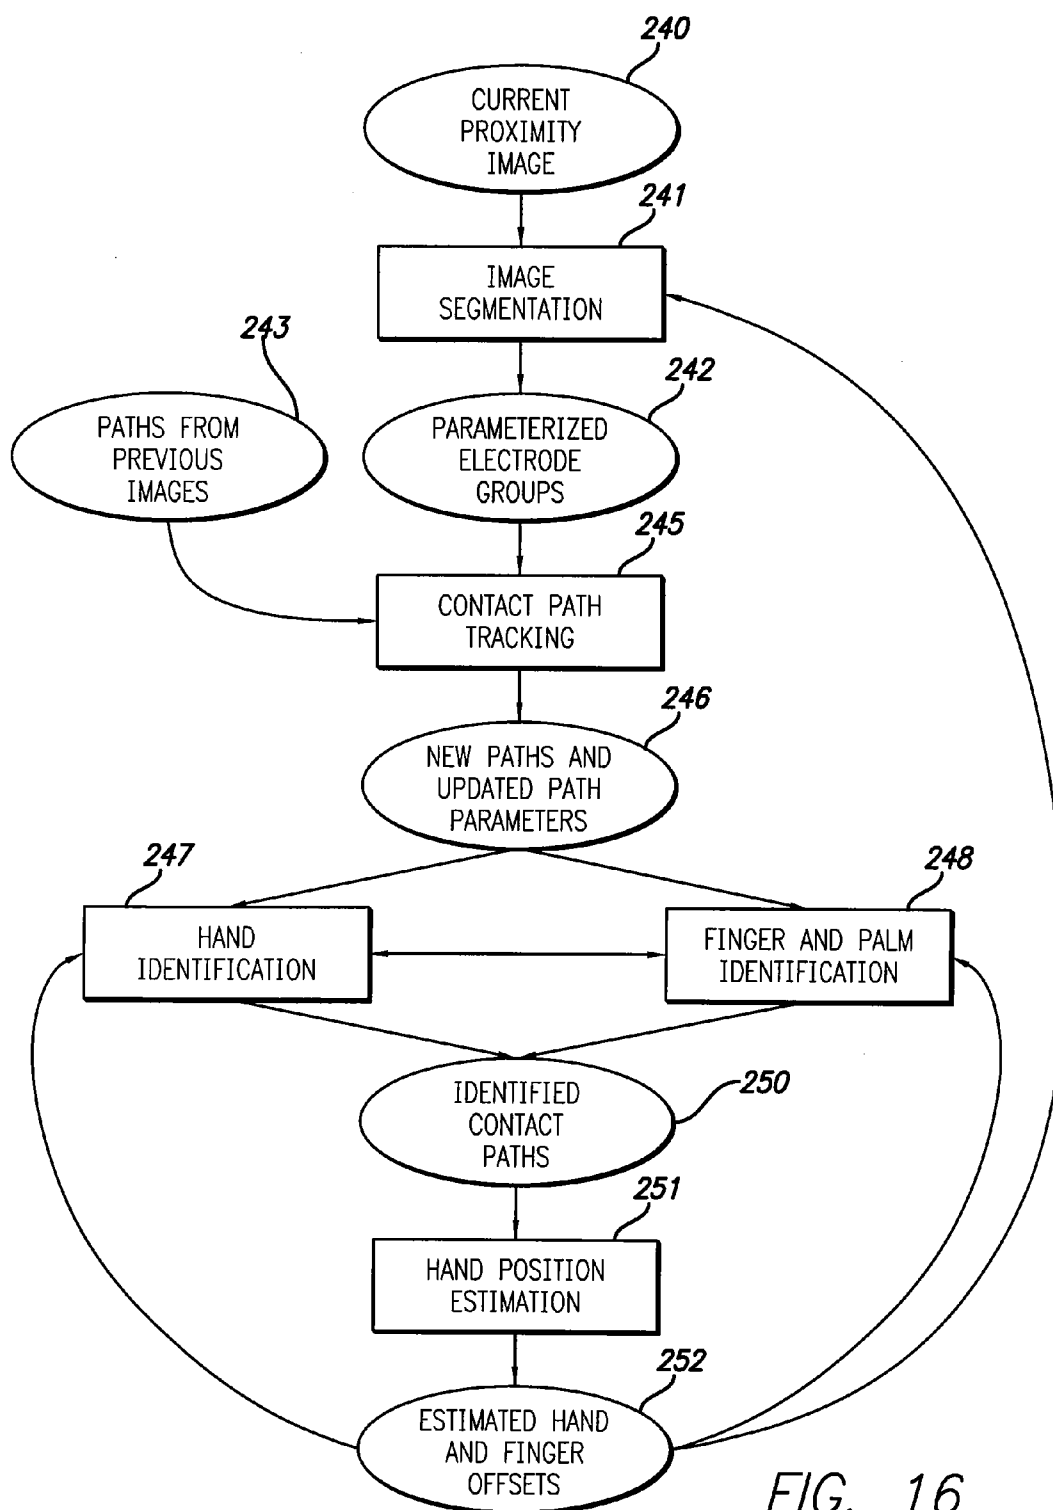 240
CURRENT
PROXIMITY
IMAGE
241
IMAGE
SEGMENTATION
243
PATHS FROM
PREVIOUS
IMAGES
242
PARAMETERIZED
ELECTRODE
GROUPS
245
CONTACT PATH
TRACKING
246
NEW PATHS AND
UPDATED PATH
PARAMETERS
247
HAND
IDENTIFICATION
248
FINGER AND PALM
IDENTIFICATION
250
IDENTIFIED
CONTACT
PATHS
251
HAND POSITION
ESTIMATION
252
ESTIMATED HAND
AND FINGER
OFFSETS
FIG. 16